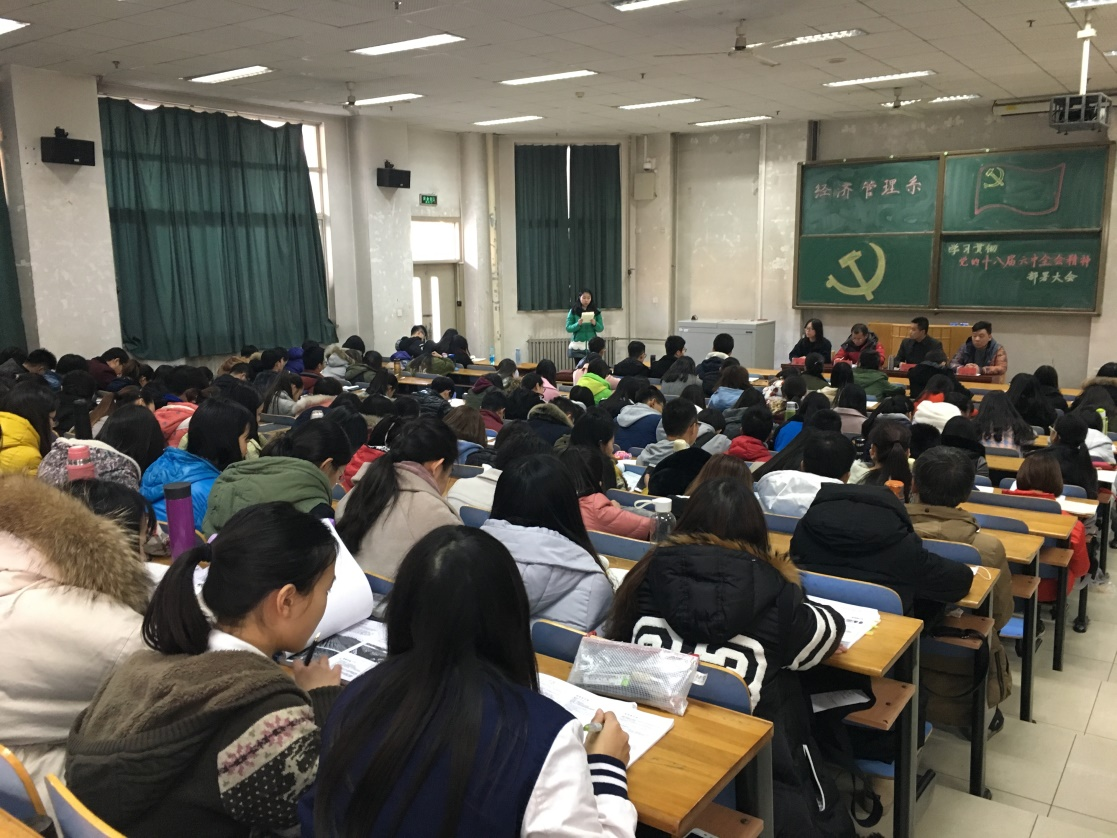 经济管理系
学习贯彻
党的十八届六中全会精神
部署大会